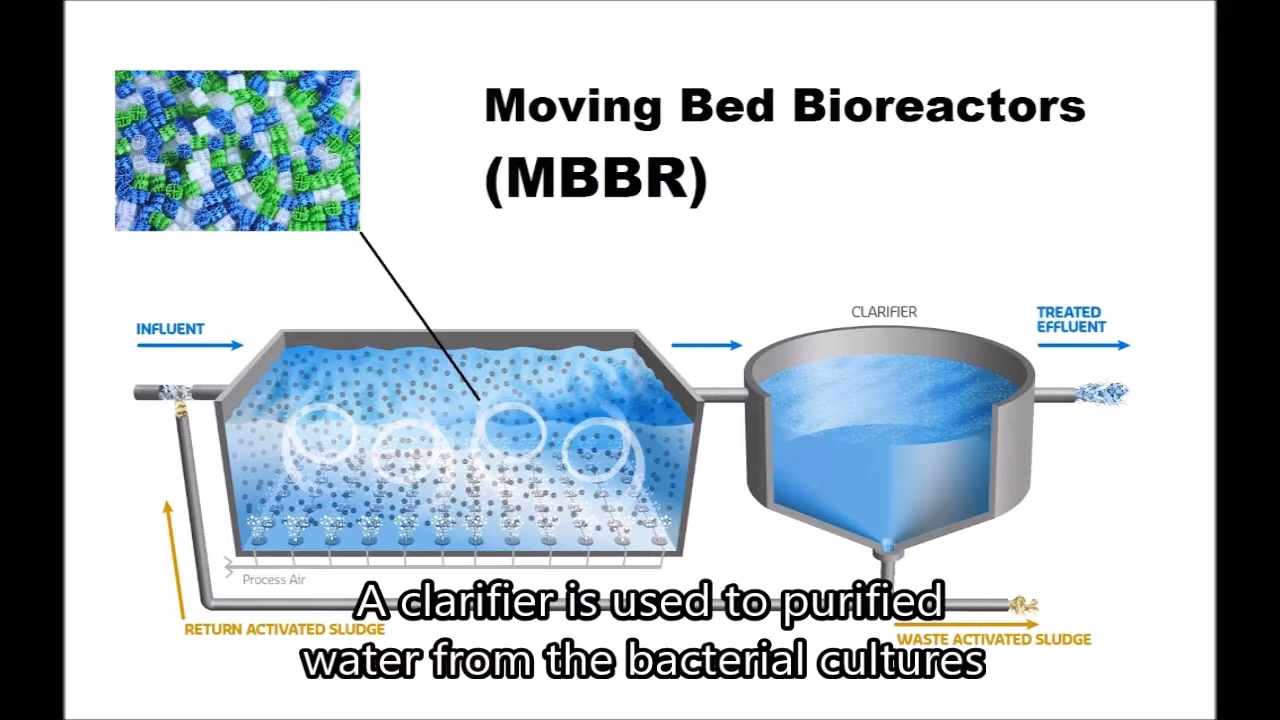 Moving Bed Bioreactors
(MBBR)
INFLUENT
CLARIFIER
TREATED
EFFLUENT
Process Air
RETURN ACTIVATED SLUDGE
WASTE ACTIVATED SLUDGE
A clarifier is used to purified
water from the bacterial cultures